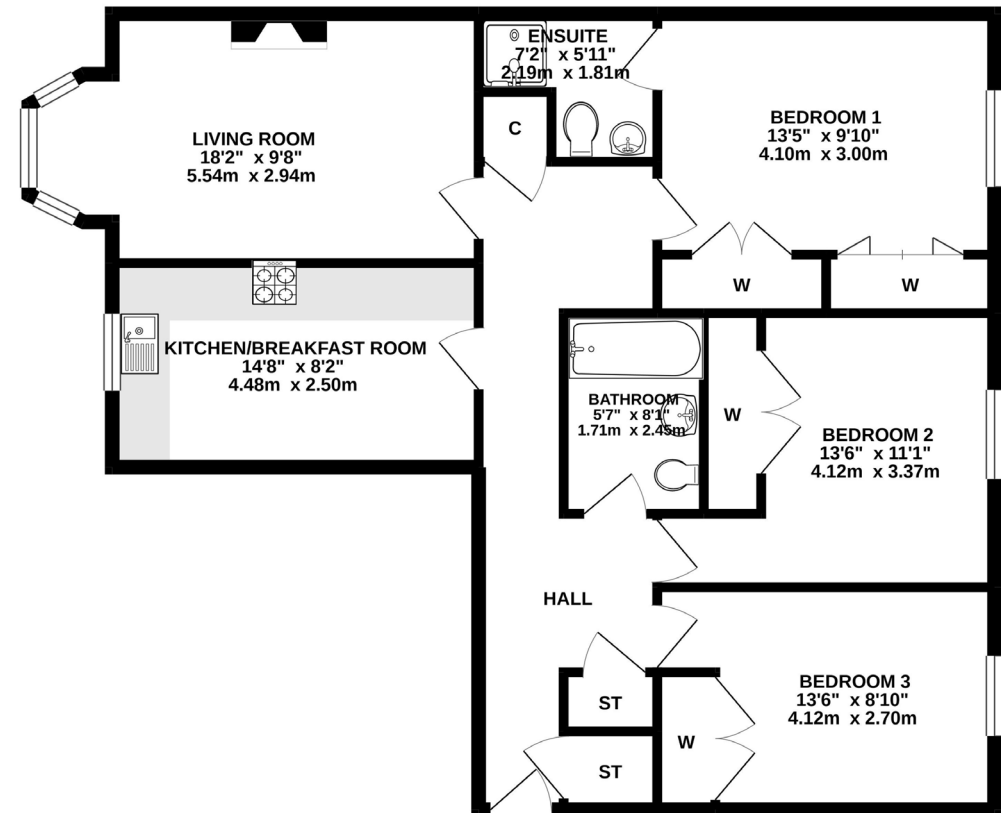 ENSUITE
7'2" x 5'11"
2.19m x 1.81m
BEDROOM 1
13'5" x 9'10"
4.10m x 3.00m
LIVING ROOM
18'2" x 9'8"
5.54m x 2.94m
C
W
W
KITCHEN/BREAKFAST ROOM
14'8" x 8'2"
4.48m x 2.50m
BATHROOM
5'7" x 8'1"
1.71m x 2.45m
W
BEDROOM 2
13'6" x 11'1"
4.12m x 3.37m
HALL
BEDROOM 3
13'6" x 8'10"
4.12m x 2.70m
ST
W
ST